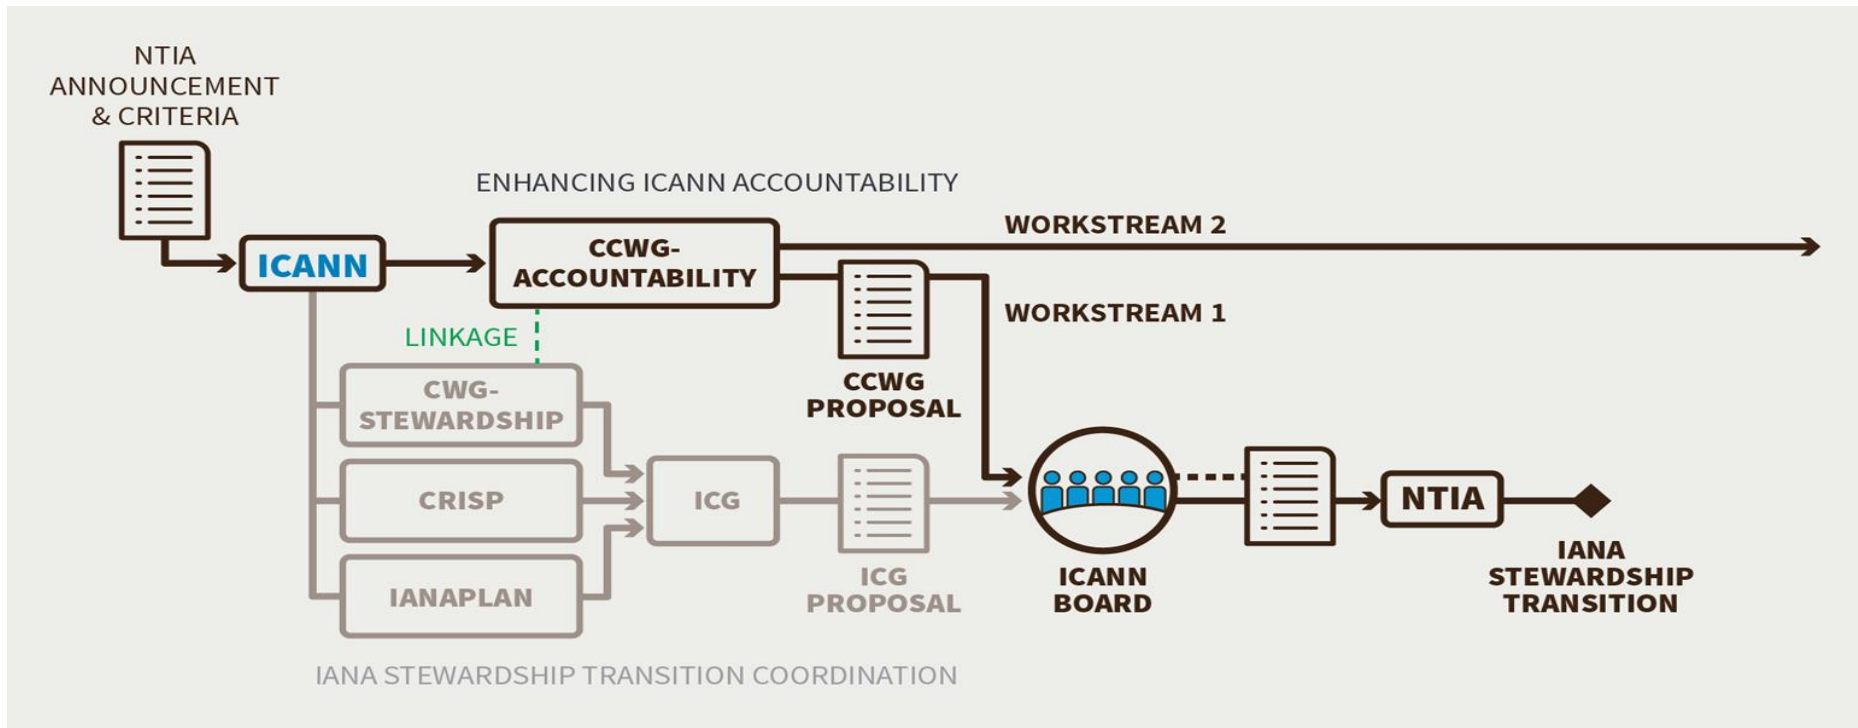 NTIA
ANNOUNCEMENT
& CRITERIA
ENHANCING ICANN ACCOUNTABILITY
ICANN
CCWG-
ACCOUNTABILITY
WORKSTREAM 2
WORKSTREAM 1
LINKAGE
CCWG
PROPOSAL
CWG-
STEWARDSHIP
CRISP
IANAPLAN
ICG
ICG
PROPOSAL
ICANN
BOARD
NTIA
IANA
STEWARDSHIP
TRANSITION
IANA STEWARDSHIP TRANSITION COORDINATION